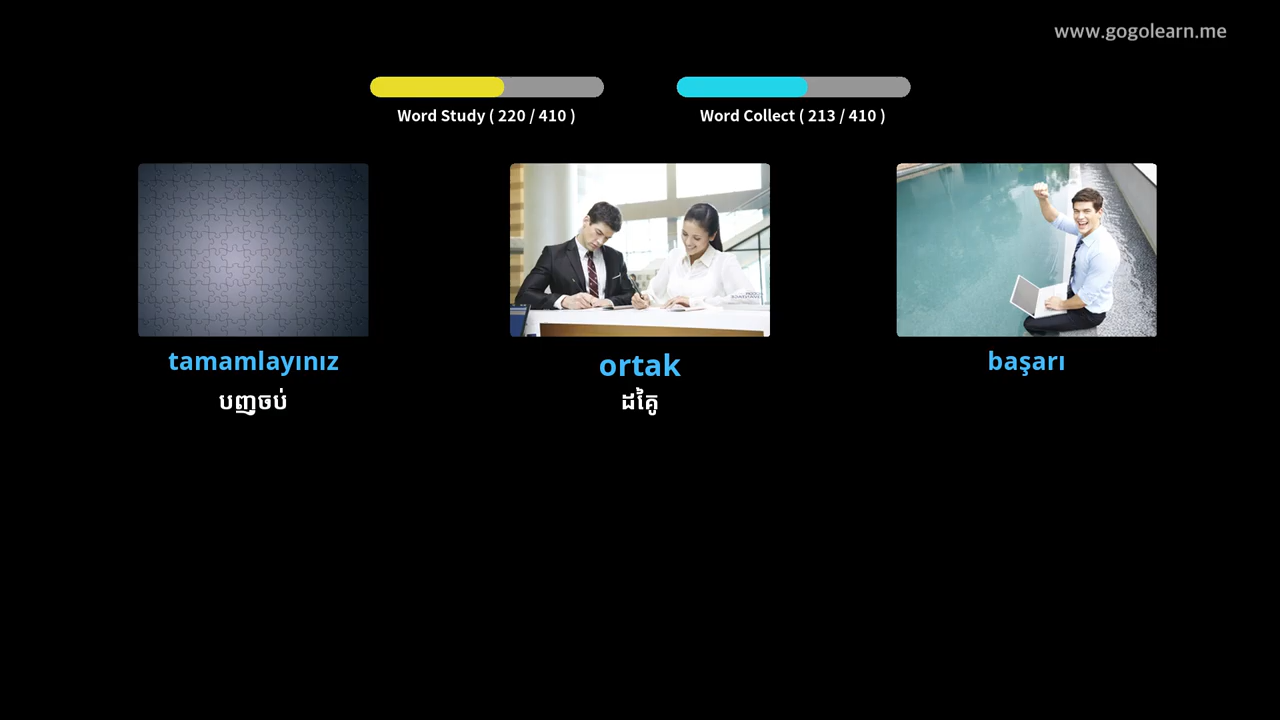 www.gogolearn.me
Word Study ( 220 / 410 )
Word Collect ( 213 / 410 )
tamamlayınız
ortak
başarı
បញ្ចប់
ដៃគូ